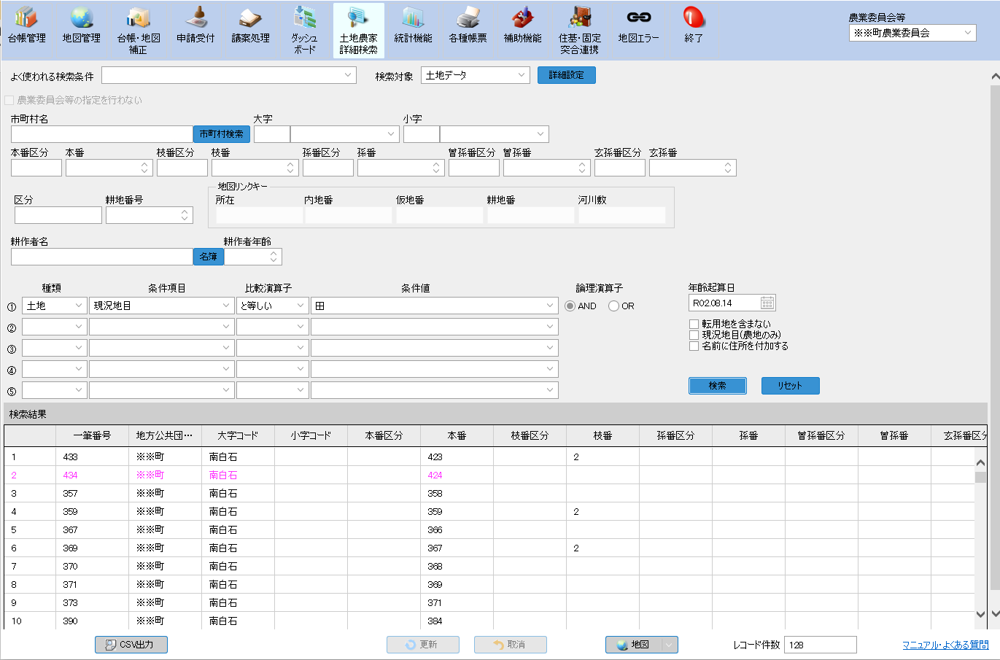 台帳管理
地図管理
台帳・地図
補正
申請受付
議案処理
ダッシュ
ボード
土地農家
詳細検索
統計機能
各種帳票
補助機能
住基・固定
突合連携
地図エラー
終了
農業委員会等
※※町農業委員会
よく使われる検索条件
検索対象 土地データ 詳細設定
農業委員会等の指定を行わない
市町村名 大字 小字
市町村検索
本番区分 本番 枝番区分 枝番 孫番区分 孫番 曽孫番区分 曽孫番 玄孫番区分 玄孫番
地図リンクキー
区分 耕地番号 所在 内地番 仮地番 耕地番 河川敷
耕作者名 耕作者年齢
名簿
種類 条件項目 比較演算子 条件値 論理演算子 年齢起算日
① 土地 現況地目 と等しい 田 AND OR R02.08.14
②
③
④
⑤
転用地を含まない
現況地目(農地のみ)
名前に住所を付加する
検索 リセット
検索結果
一筆番号 地方公共団… 大字コード 小字コード 本番区分 本番 枝番区分 枝番 孫番区分 孫番 曽孫番区分 曽孫番 玄孫番区分
1 433 ※※町 南白石 423 2
2 434 ※※町 南白石 424
3 357 ※※町 南白石 358
4 359 ※※町 南白石 359 2
5 367 ※※町 南白石 366
6 369 ※※町 南白石 367 2
7 370 ※※町 南白石 368
8 371 ※※町 南白石 369
9 373 ※※町 南白石 371
10 390 ※※町 南白石 384
CSV出力 更新 取消 地図 レコード件数 128 マニュアル・よくある質問